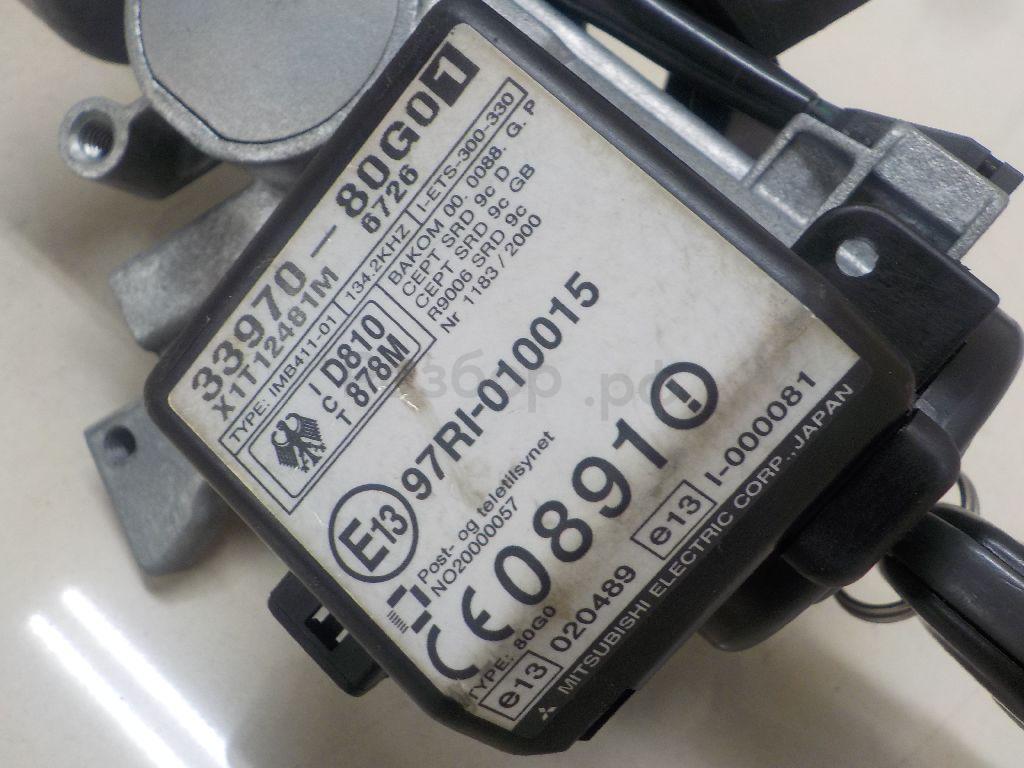 33970-80G0 1
X1T12481M 6726
TYPE: IMB411-01 134.2KHZ I-ETS-300-330
I D810
C
T 878M
BAKOM 00. 0088. G. P
CEPT SRD 9c D
CEPT SRD 9c GB
R9006 SRD 9c
Nr 1183 / 2000
E13 97RI-010015
Post- og teletilsynet
NO20000057
CE0891
TYPE: 80G0
e13 020489 e13 I-000081
MITSUBISHI ELECTRIC CORP.,JAPAN